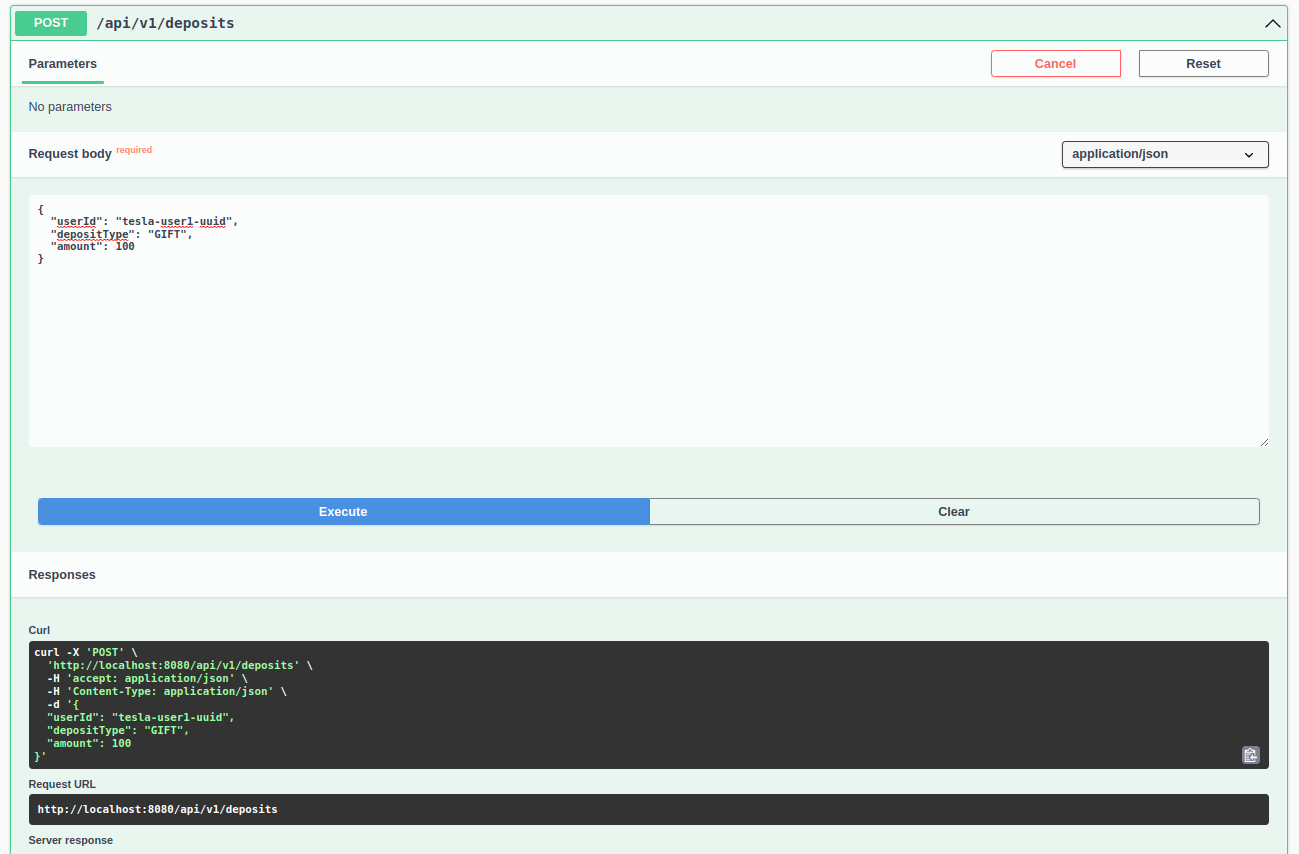 POST /api/v1/deposits
Parameters
Cancel
Reset
No parameters
Request body required
application/json
{
  "userId": "tesla-user1-uuid",
  "depositType": "GIFT",
  "amount": 100
}
Execute
Clear
Responses
Curl
curl -X 'POST' \
  'http://localhost:8080/api/v1/deposits' \
  -H 'accept: application/json' \
  -H 'Content-Type: application/json' \
  -d '{
  "userId": "tesla-user1-uuid",
  "depositType": "GIFT",
  "amount": 100
}'
Request URL
http://localhost:8080/api/v1/deposits
Server response